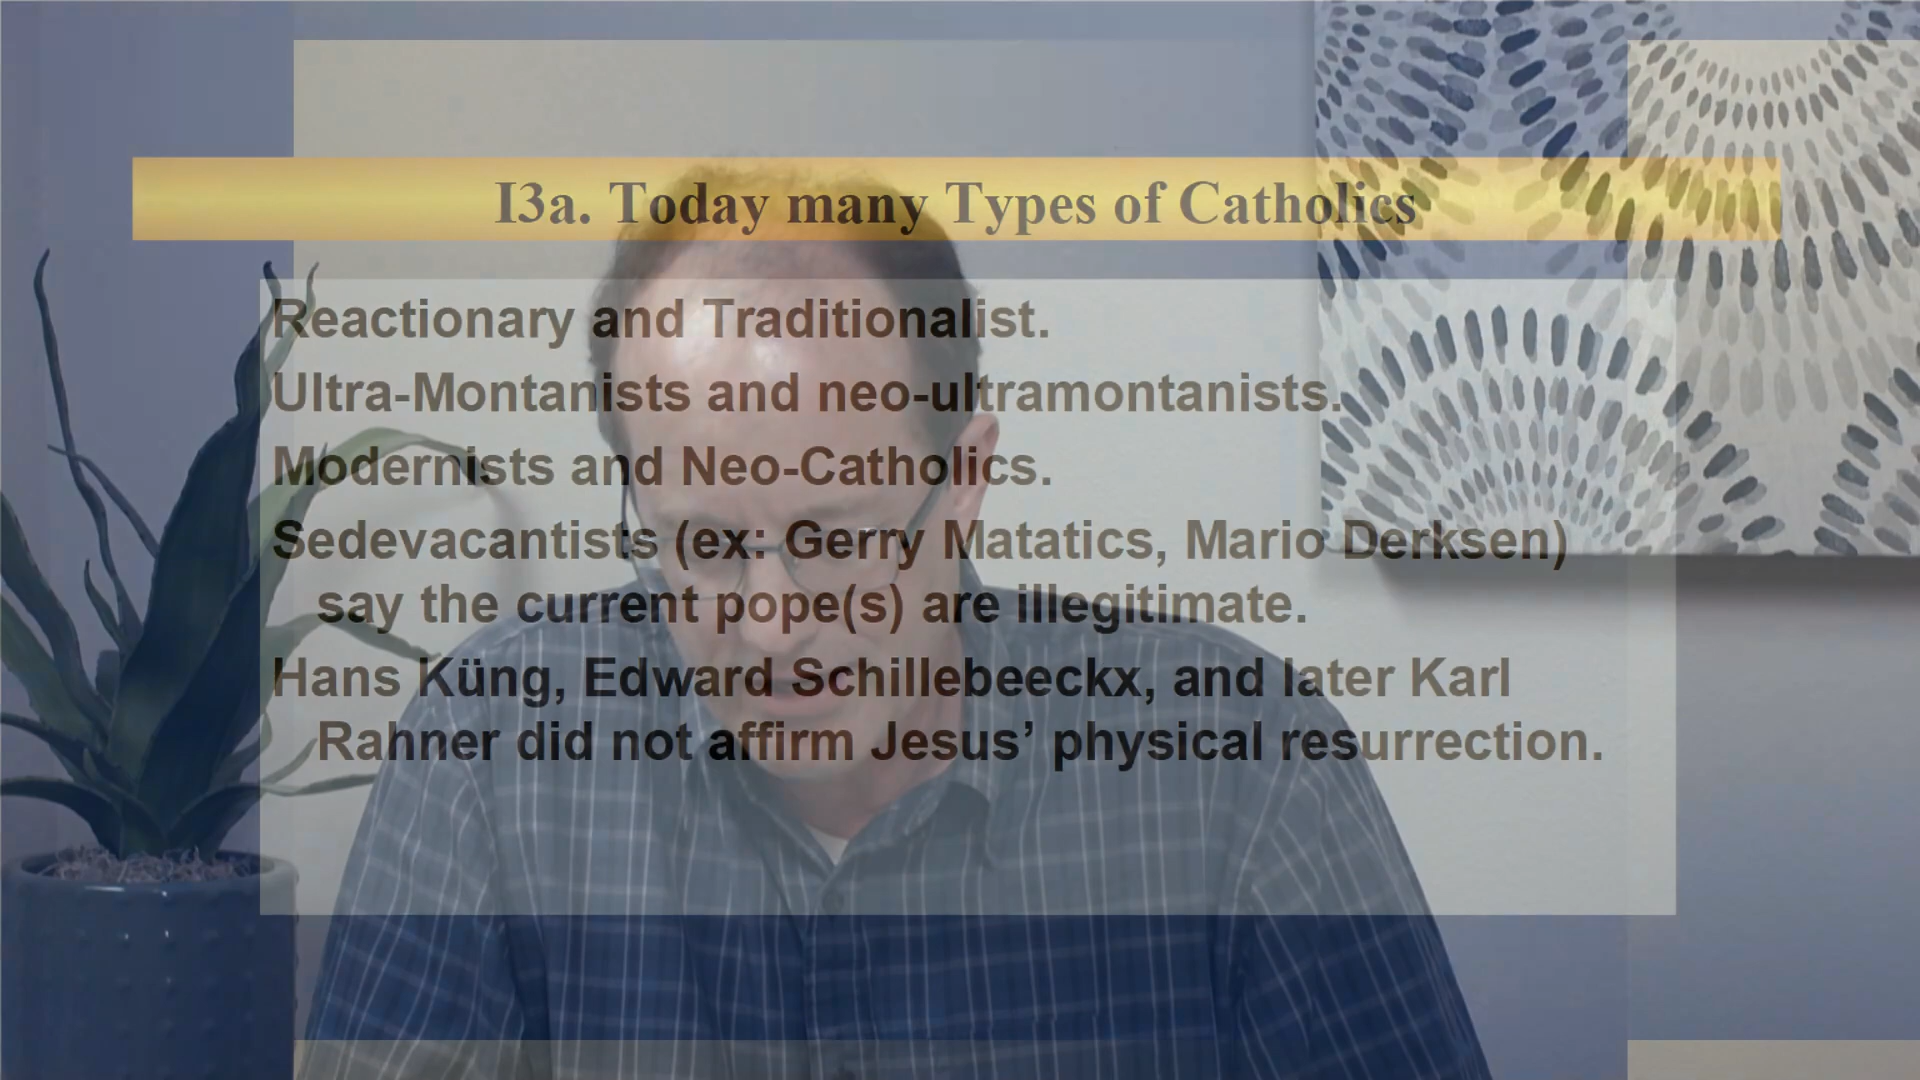 I3a. Today many Types of Catholics
Reactionary and Traditionalist.
Ultra-Montanists and neo-ultramontanists.
Modernists and Neo-Catholics.
Sedevacantists (ex: Gerry Matatics, Mario Derksen)
say the current pope(s) are illegitimate.
Hans Küng, Edward Schillebeeckx, and later Karl
Rahner did not affirm Jesus’ physical resurrection.